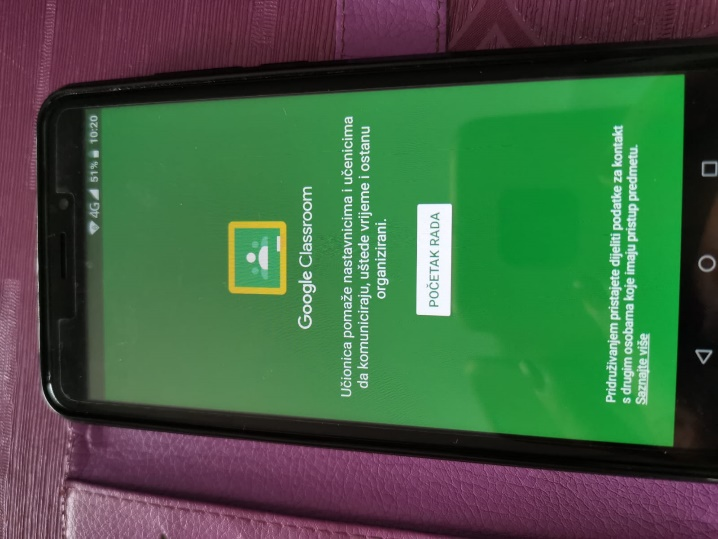 4G 51% 10:20
Google Classroom
Učionica pomaže nastavnicima i učenicima
da komuniciraju, uštede vrijeme i ostanu
organizirani.
POČETAK RADA
Pridruživanjem pristajete dijeliti podatke za kontakt
s drugim osobama koje imaju pristup predmetu.
Saznajte više